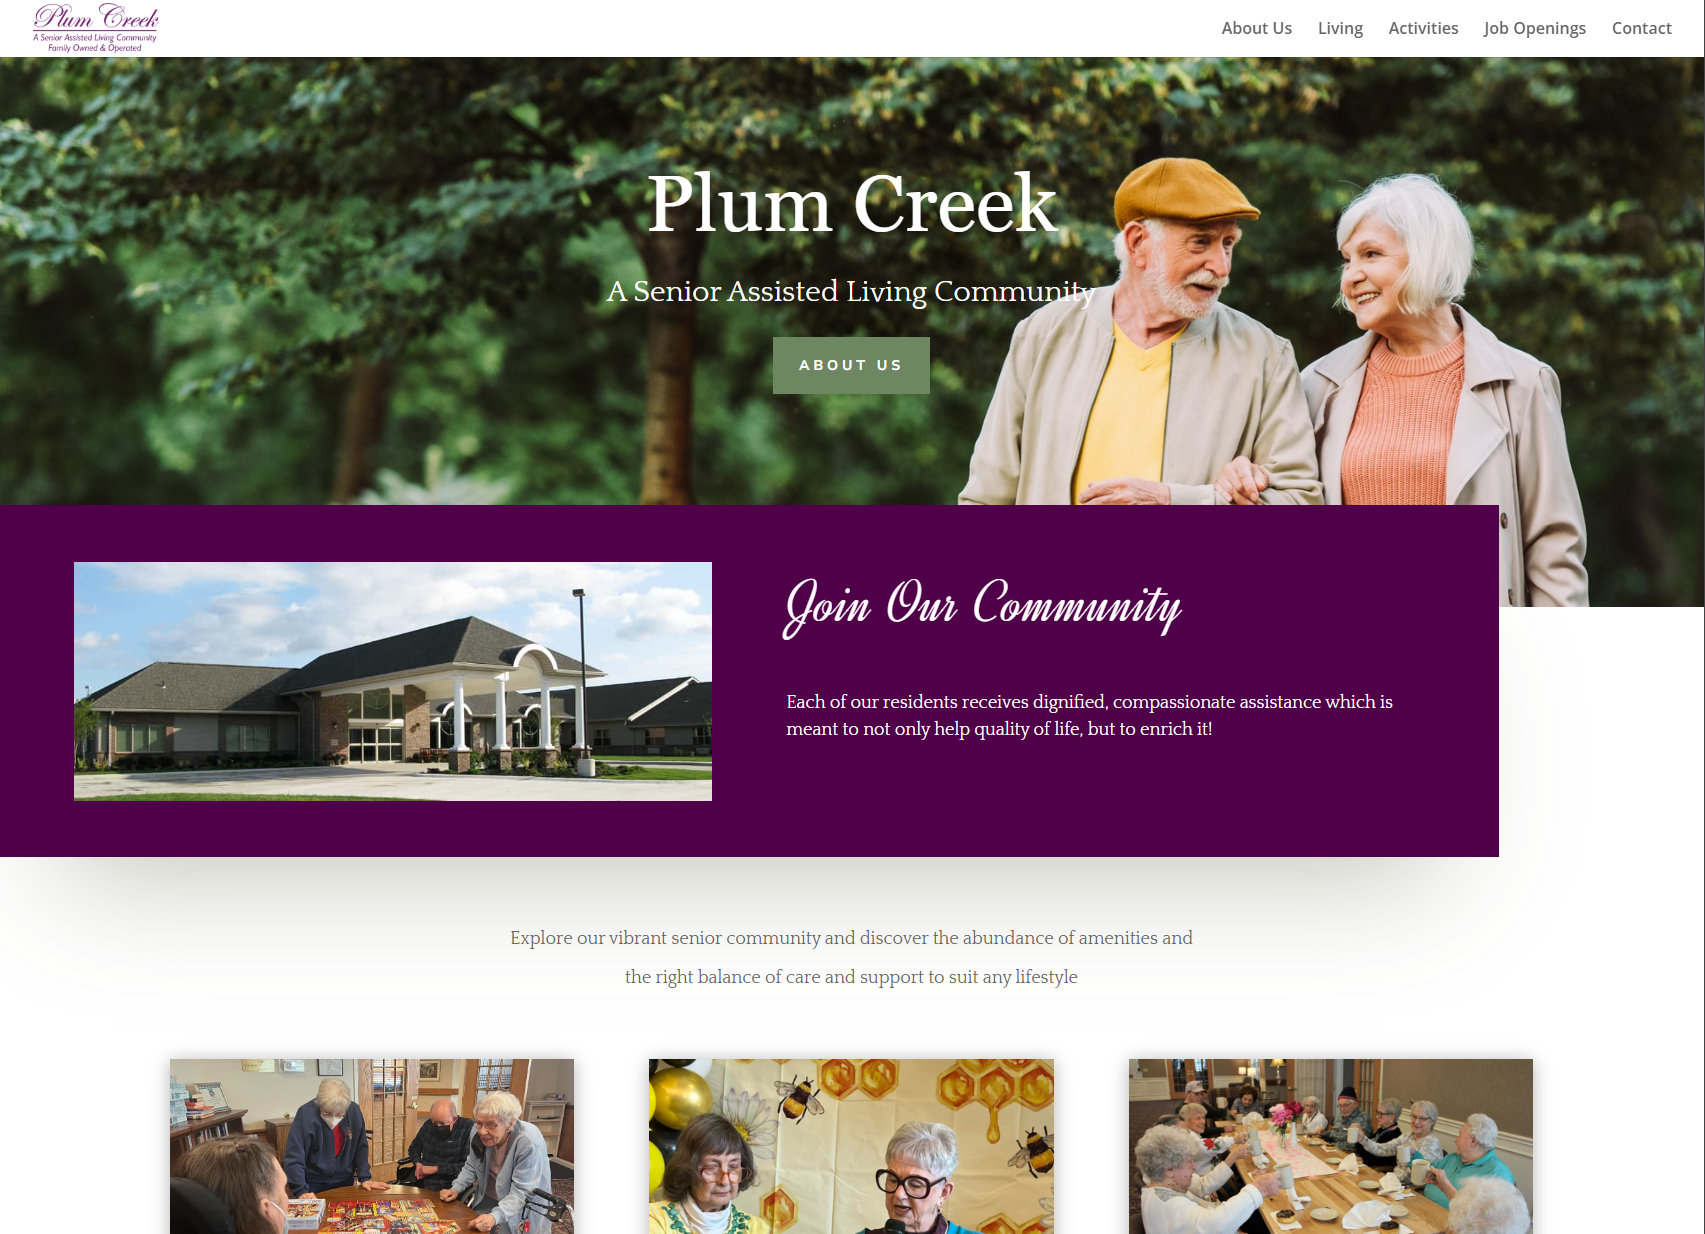 Plum Creek
A Senior Assisted Living Community
Family Owned & Operated
About Us
Living
Activities
Job Openings
Contact
Plum Creek
A Senior Assisted Living Community
ABOUT US
Join Our Community
Each of our residents receives dignified, compassionate assistance which is
meant to not only help quality of life, but to enrich it!
Explore our vibrant senior community and discover the abundance of amenities and
the right balance of care and support to suit any lifestyle